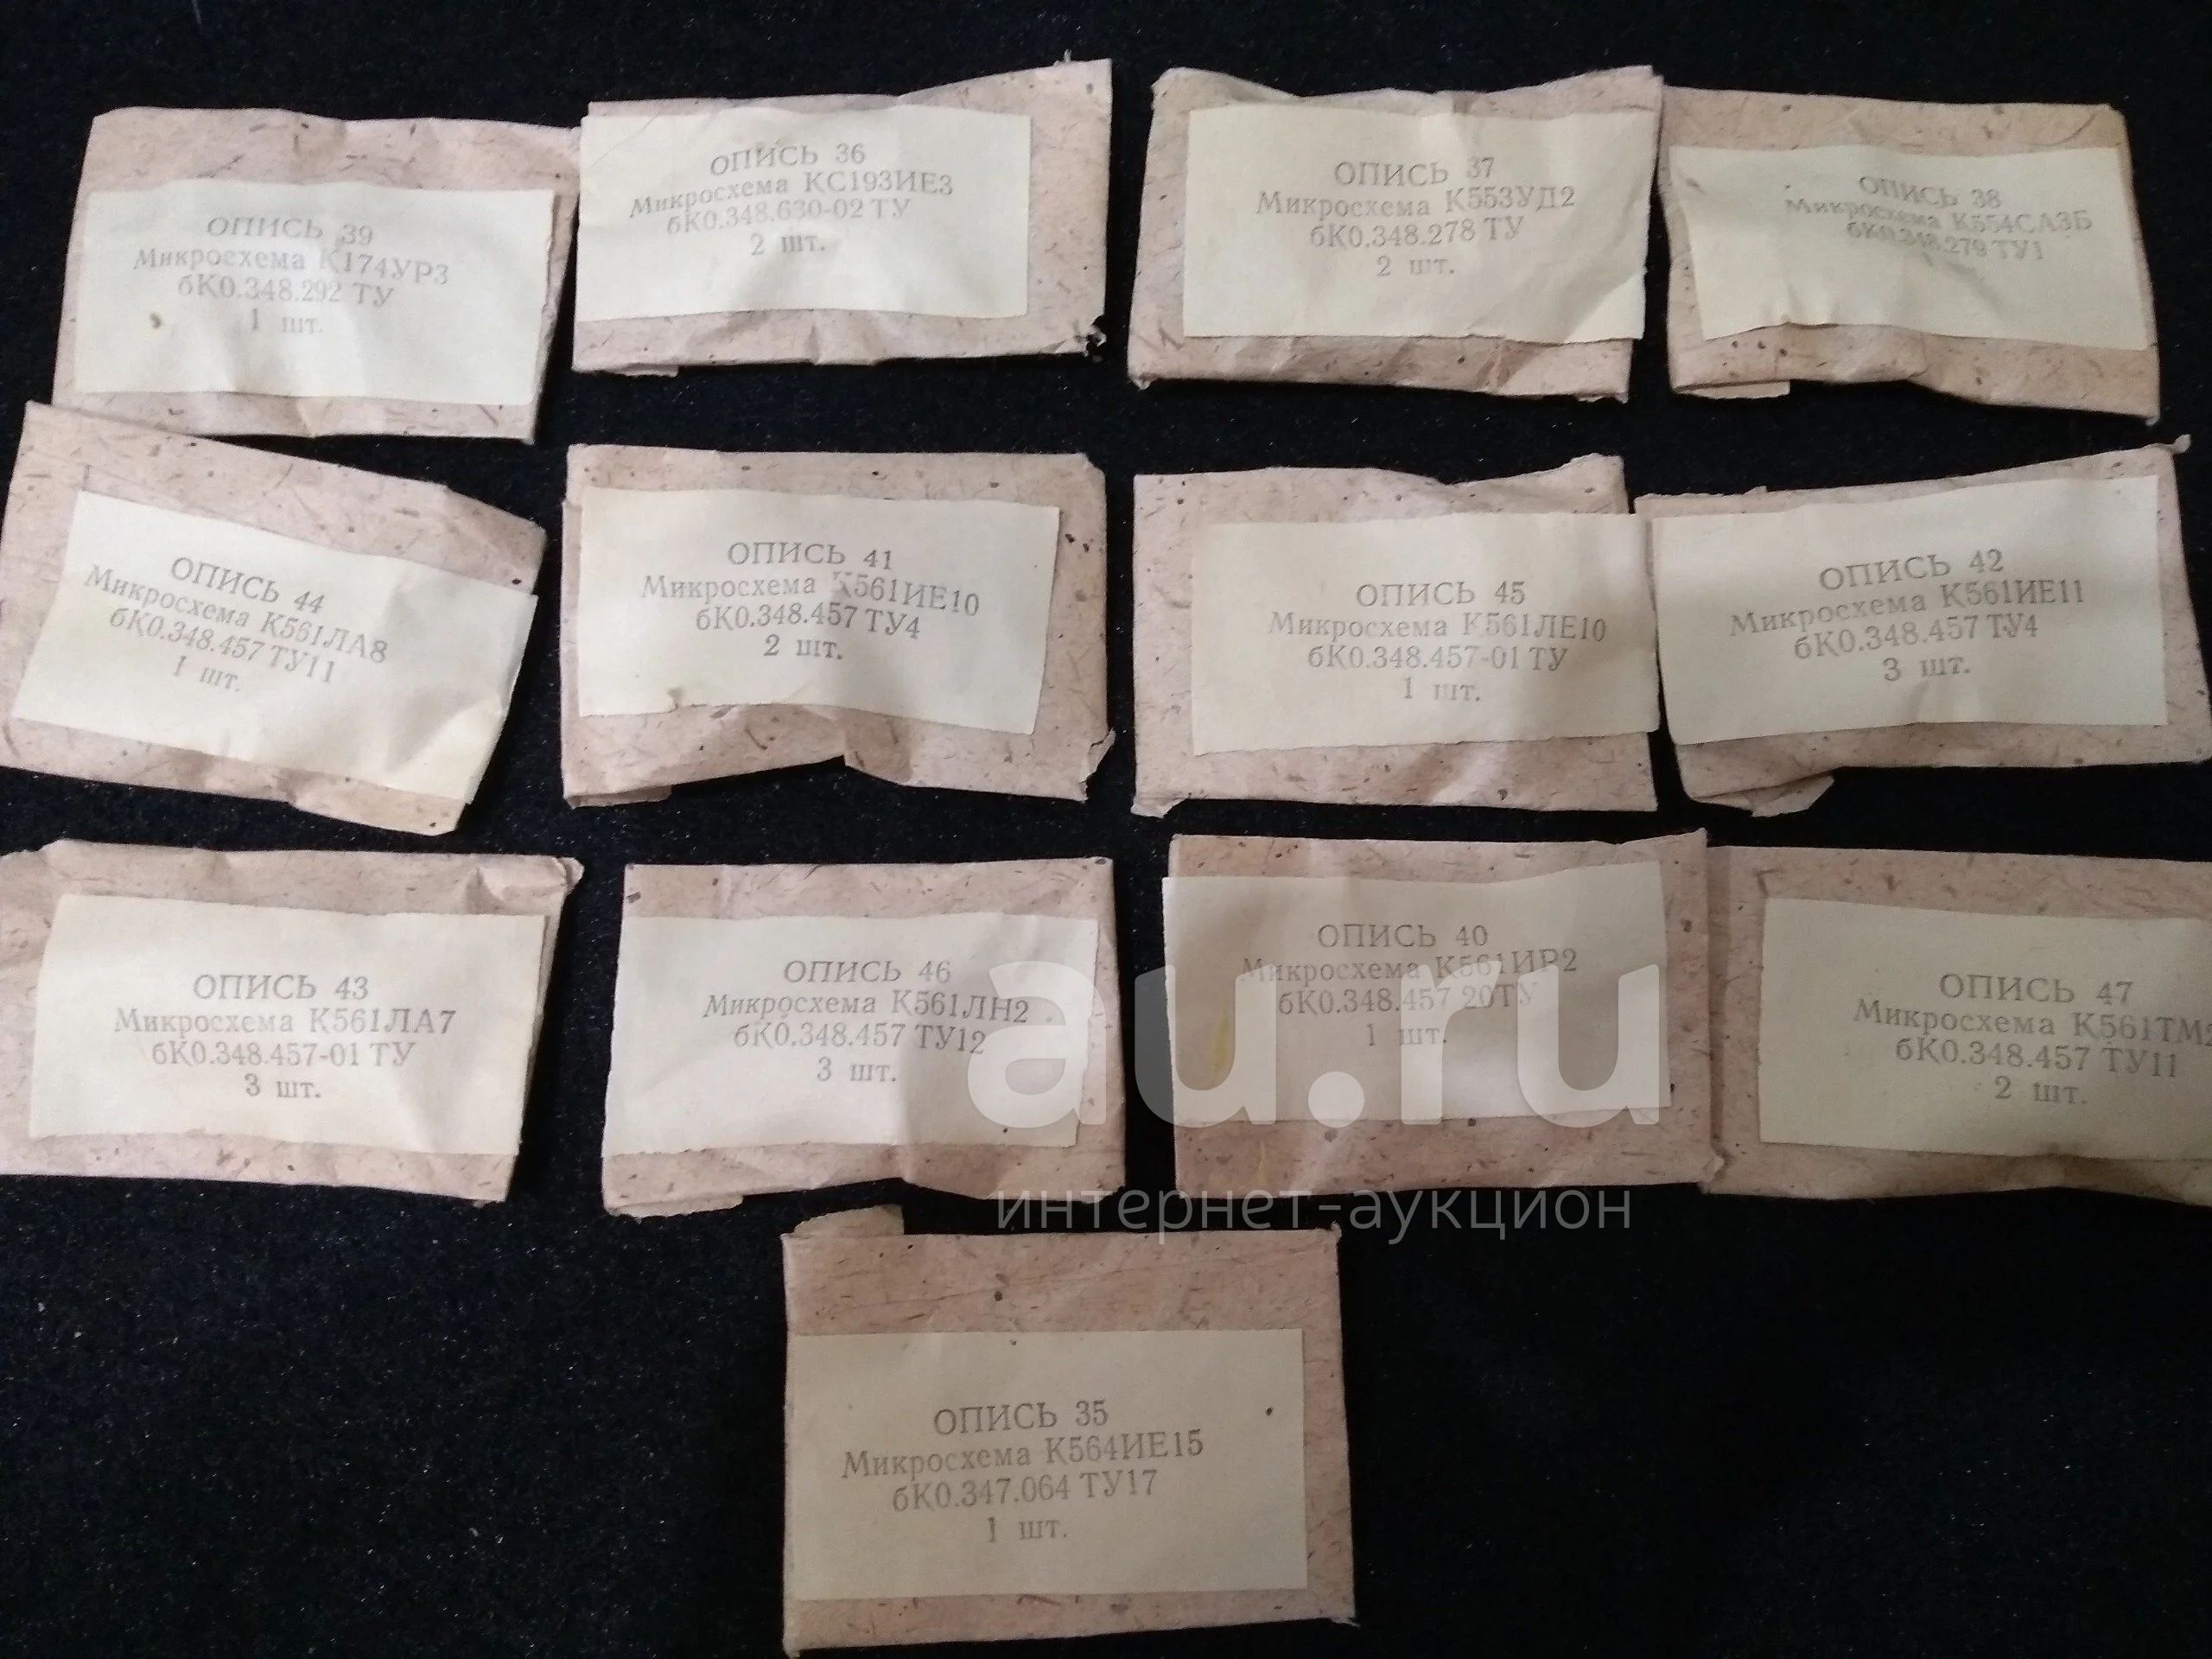 ОПИСЬ 39
Микросхема К174УР3
бК0.348.292 ТУ
1 шт.
ОПИСЬ 36
Микросхема КС193ИЕ3
бК0.348.630-02 ТУ
2 шт.
ОПИСЬ 37
Микросхема К553УД2
бК0.348.278 ТУ
2 шт.
ОПИСЬ 38
Микросхема К554СА3Б
бК0.348.279 ТУ1
ОПИСЬ 44
Микросхема К561ЛА8
бК0.348.457 ТУ11
1 шт.
ОПИСЬ 41
Микросхема К561ИЕ10
бК0.348.457 ТУ4
2 шт.
ОПИСЬ 45
Микросхема К561ЛЕ10
бК0.348.457-01 ТУ
1 шт.
ОПИСЬ 42
Микросхема К561ИЕ11
бК0.348.457 ТУ4
3 шт.
ОПИСЬ 43
Микросхема К561ЛА7
бК0.348.457-01 ТУ
3 шт.
ОПИСЬ 46
Микросхема К561ЛН2
бК0.348.457 ТУ12
3 шт.
ОПИСЬ 40
Микросхема К561ИР2
бК0.348.457 20ТУ
1 шт.
ОПИСЬ 47
Микросхема К561ТМ2
бК0.348.457 ТУ11
2 шт.
au.ru
интернет-аукцион
ОПИСЬ 35
Микросхема К564ИЕ15
бК0.347.064 ТУ17
1 шт.